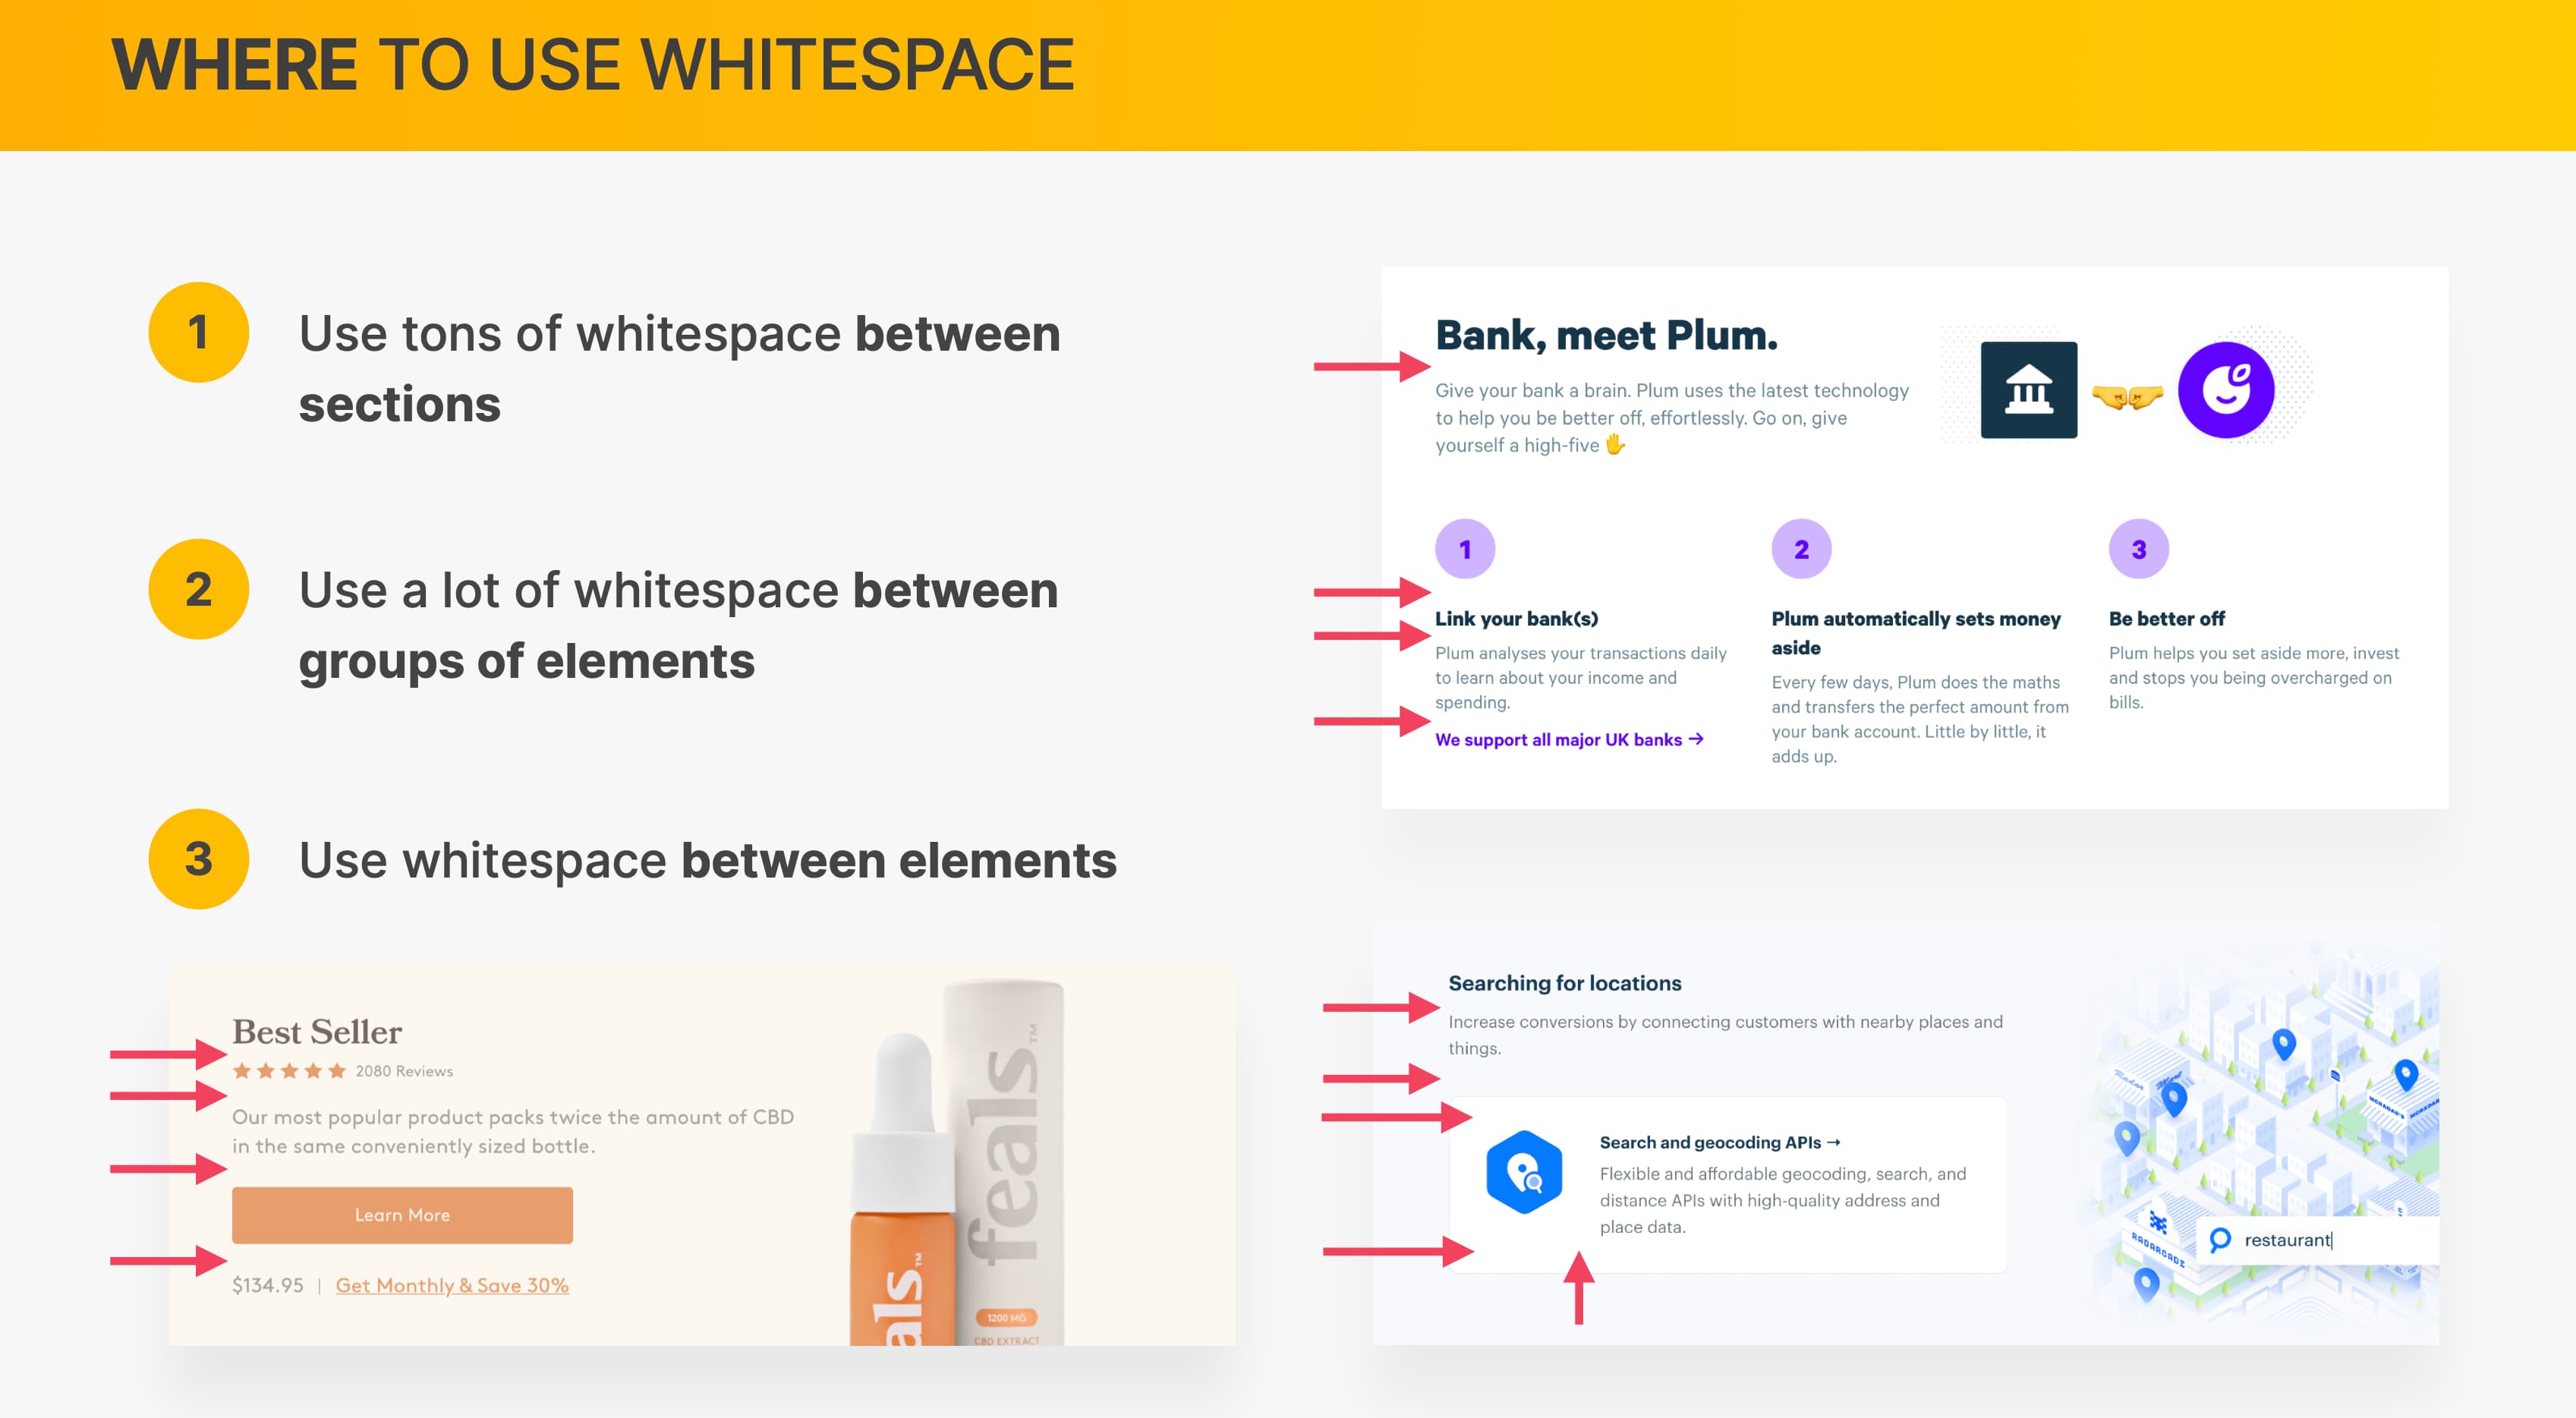 WHERE TO USE WHITESPACE
1
Use tons of whitespace between
sections
2
Use a lot of whitespace between
groups of elements
3
Use whitespace between elements
Bank, meet Plum.
Give your bank a brain. Plum uses the latest technology
to help you be better off, effortlessly. Go on, give
yourself a high-five 🖐
1
Link your bank(s)
Plum analyses your transactions daily
to learn about your income and
spending.
We support all major UK banks →
2
Plum automatically sets money
aside
Every few days, Plum does the maths
and transfers the perfect amount from
your bank account. Little by little, it
adds up.
3
Be better off
Plum helps you set aside more, invest
and stops you being overcharged on
bills.
Best Seller
2080 Reviews
Our most popular product packs twice the amount of CBD
in the same conveniently sized bottle.
Learn More
$134.95 | Get Monthly & Save 30%
als™
feals™
1200 MG
CBD EXTRACT
Searching for locations
Increase conversions by connecting customers with nearby places and
things.
Search and geocoding APIs →
Flexible and affordable geocoding, search, and
distance APIs with high-quality address and
place data.
RADARCADE
restaurant